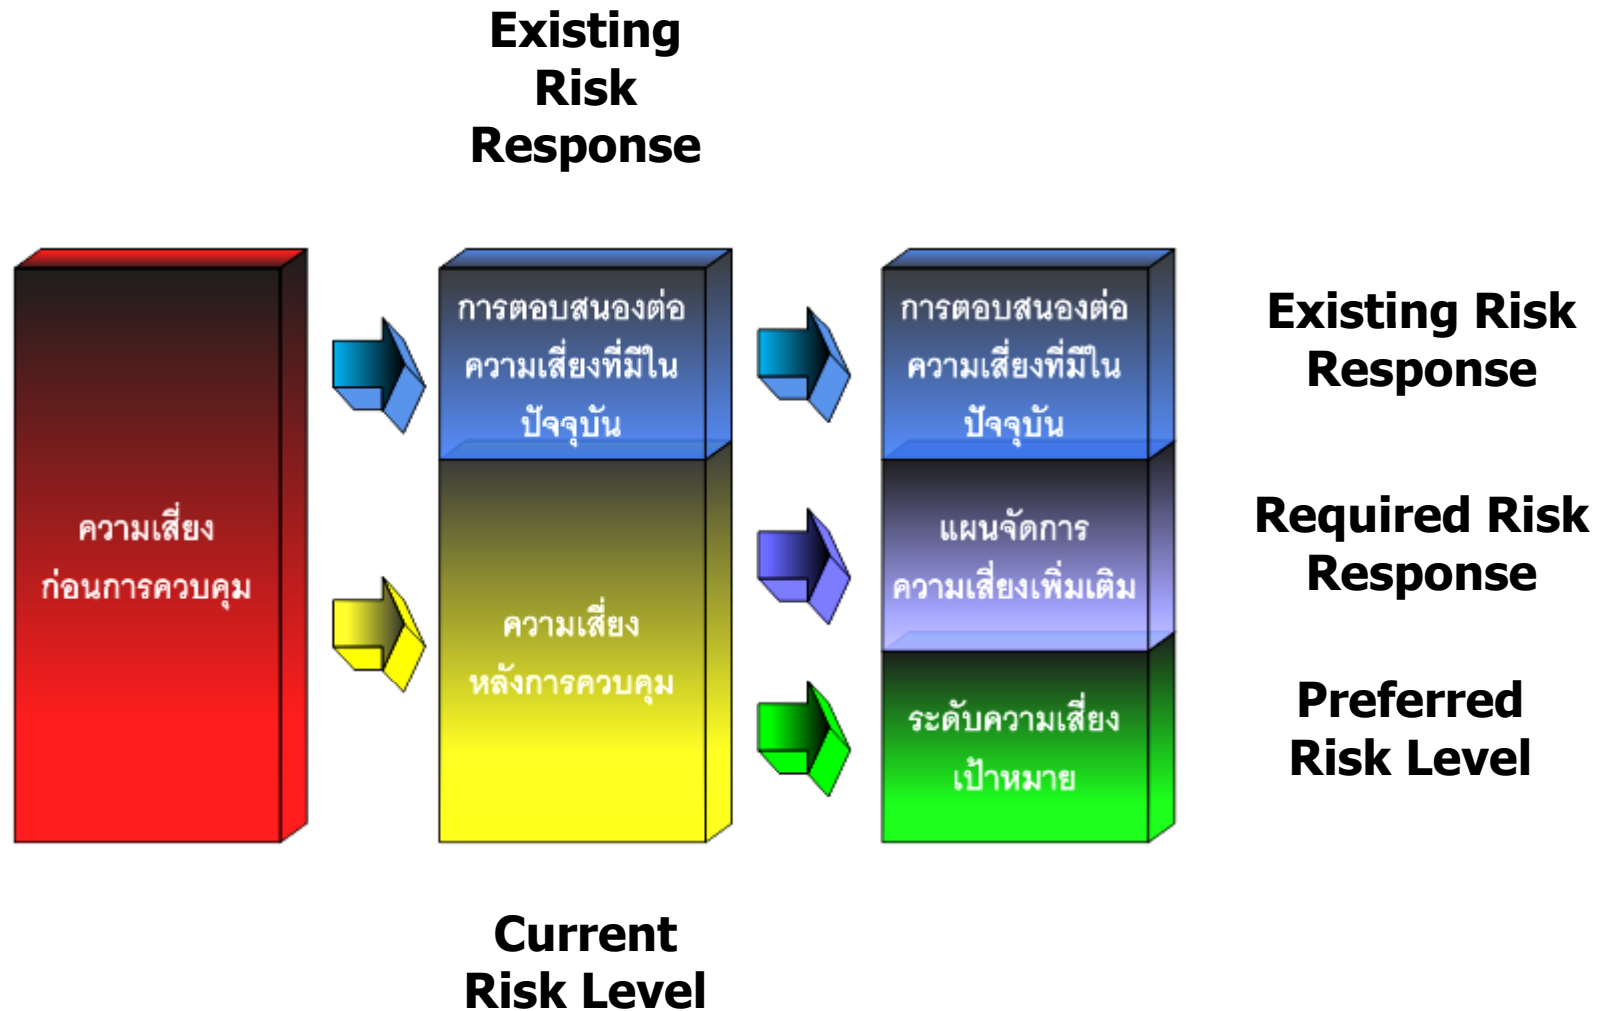 Existing
Risk
Response
ความเสี่ยง
ก่อนการควบคุม
การตอบสนองต่อ
ความเสี่ยงที่มีใน
ปัจจุบัน
ความเสี่ยง
หลังการควบคุม
การตอบสนองต่อ
ความเสี่ยงที่มีใน
ปัจจุบัน
แผนจัดการ
ความเสี่ยงเพิ่มเติม
ระดับความเสี่ยง
เป้าหมาย
Existing Risk
Response
Required Risk
Response
Preferred
Risk Level
Current
Risk Level